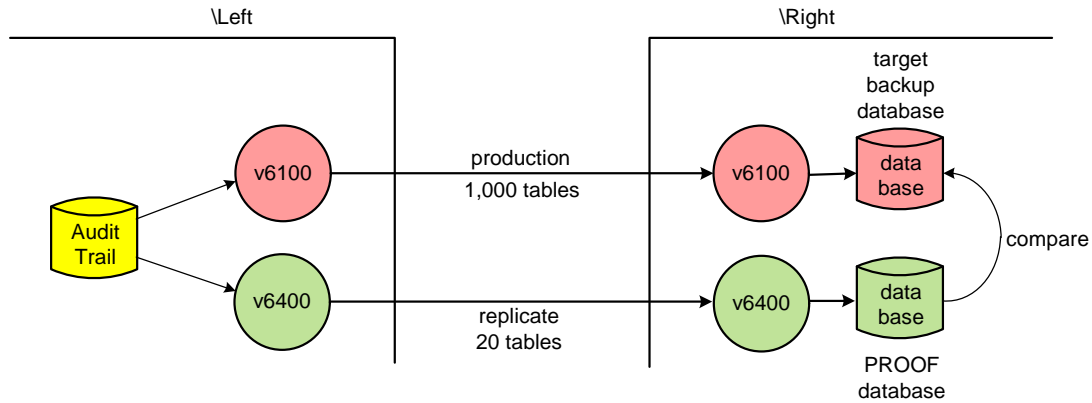 \Left
\Right
target
backup
database
v6100
production
1,000 tables
v6100
data
base
Audit
Trail
compare
v6400
replicate
20 tables
v6400
data
base
PROOF
database